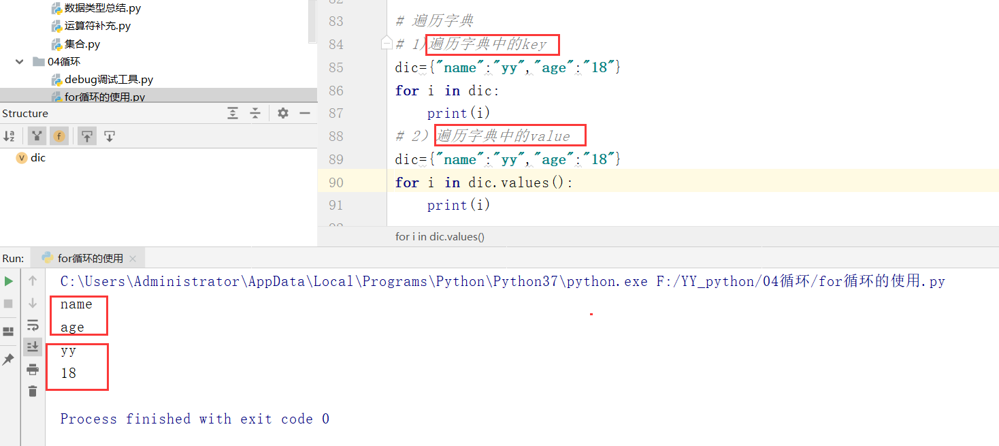 数据类型总结.py
运算符补充.py
集合.py
04循环
debug调试工具.py
for循环的使用.py
Structure
dic
83 # 遍历字典
84 # 1)遍历字典中的key
85 dic={"name":"yy","age":"18"}
86 for i in dic:
87 print(i)
88 # 2）遍历字典中的value
89 dic={"name":"yy","age":"18"}
90 for i in dic.values():
91 print(i)
for i in dic.values()
Run: for循环的使用
C:\Users\Administrator\AppData\Local\Programs\Python\Python37\python.exe F:/YY_python/04循环/for循环的使用.py
name
age
yy
18
Process finished with exit code 0